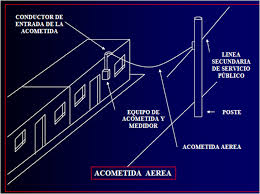 CONDUCTOR DE
ENTRADA DE LA
ACOMETIDA
LINEA
SECUNDARIA
DE SERVICIO
PÚBLICO
EQUIPO DE
ACOMETIDA Y
MEDIDOR
POSTE
ACOMETIDA AEREA
ACOMETIDA AEREA